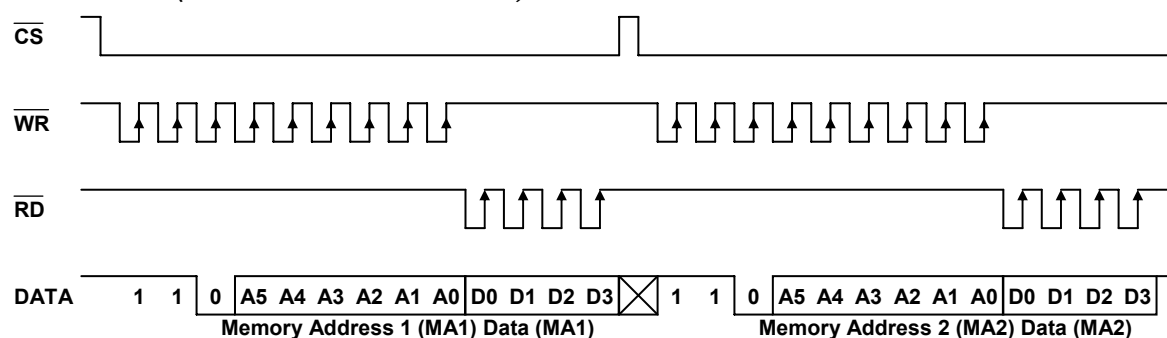 CS
WR
RD
DATA 1 1 0 A5 A4 A3 A2 A1 A0 D0 D1 D2 D3 1 1 0 A5 A4 A3 A2 A1 A0 D0 D1 D2 D3
Memory Address 1 (MA1) Data (MA1) Memory Address 2 (MA2) Data (MA2)